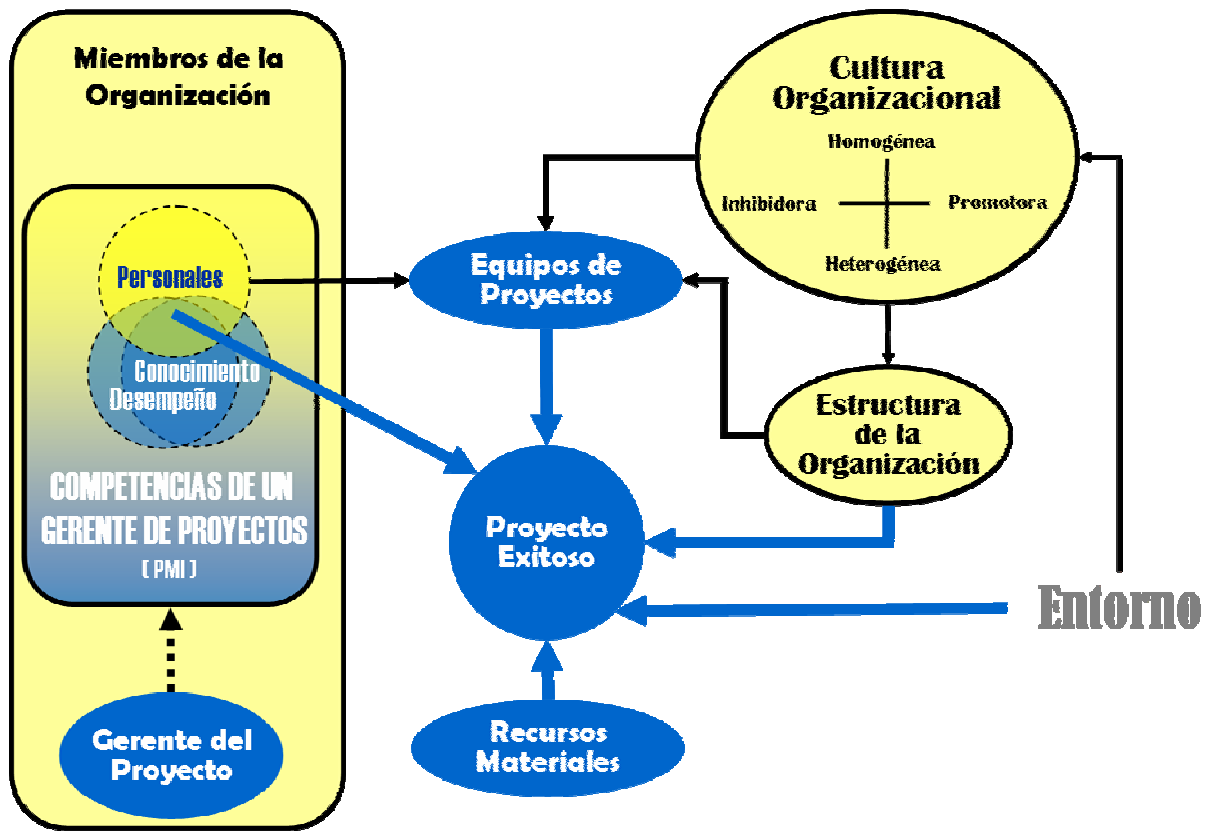 Miembros de la
Organización
Personales
Conocimiento
Desempeño
COMPETENCIAS DE UN
GERENTE DE PROYECTOS
( PMI )
Gerente del
Proyecto
Equipos de
Proyectos
Proyecto
Exitoso
Recursos
Materiales
Cultura
Organizacional
Homogénea
Inhibidora
Promotora
Heterogénea
Estructura
de la
Organización
Entorno